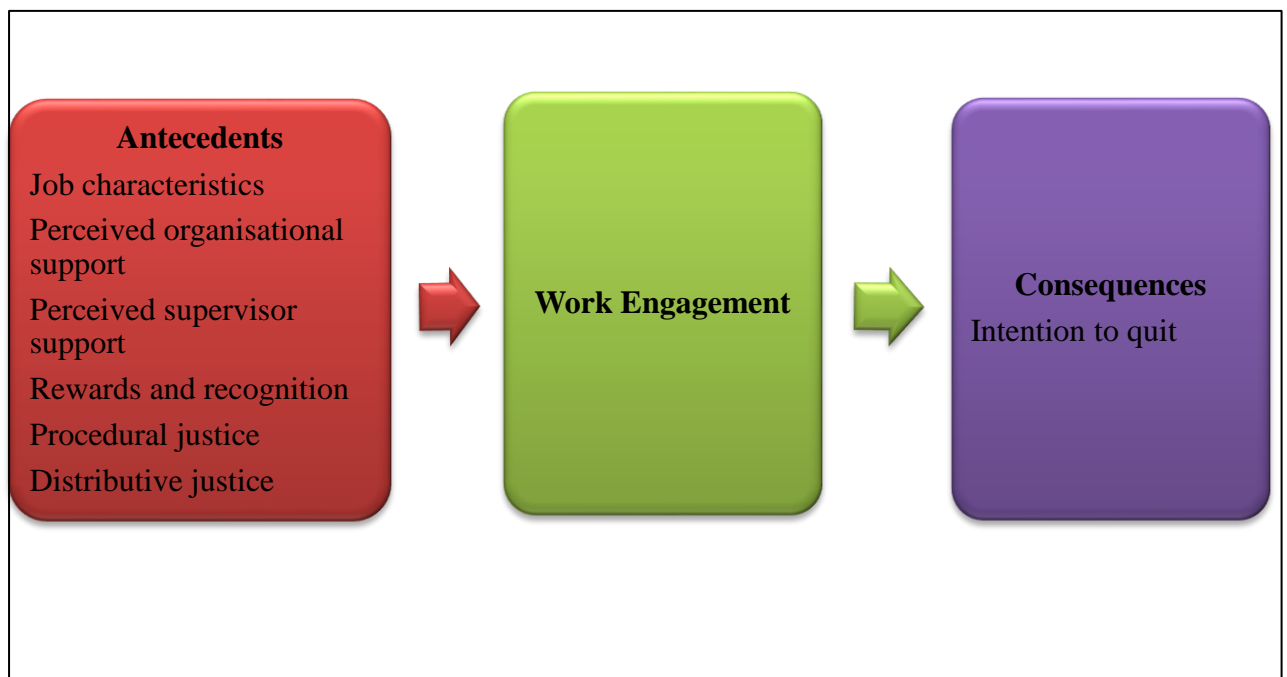 Antecedents
Job characteristics
Perceived organisational
support
Perceived supervisor
support
Rewards and recognition
Procedural justice
Distributive justice
Work Engagement
Consequences
Intention to quit